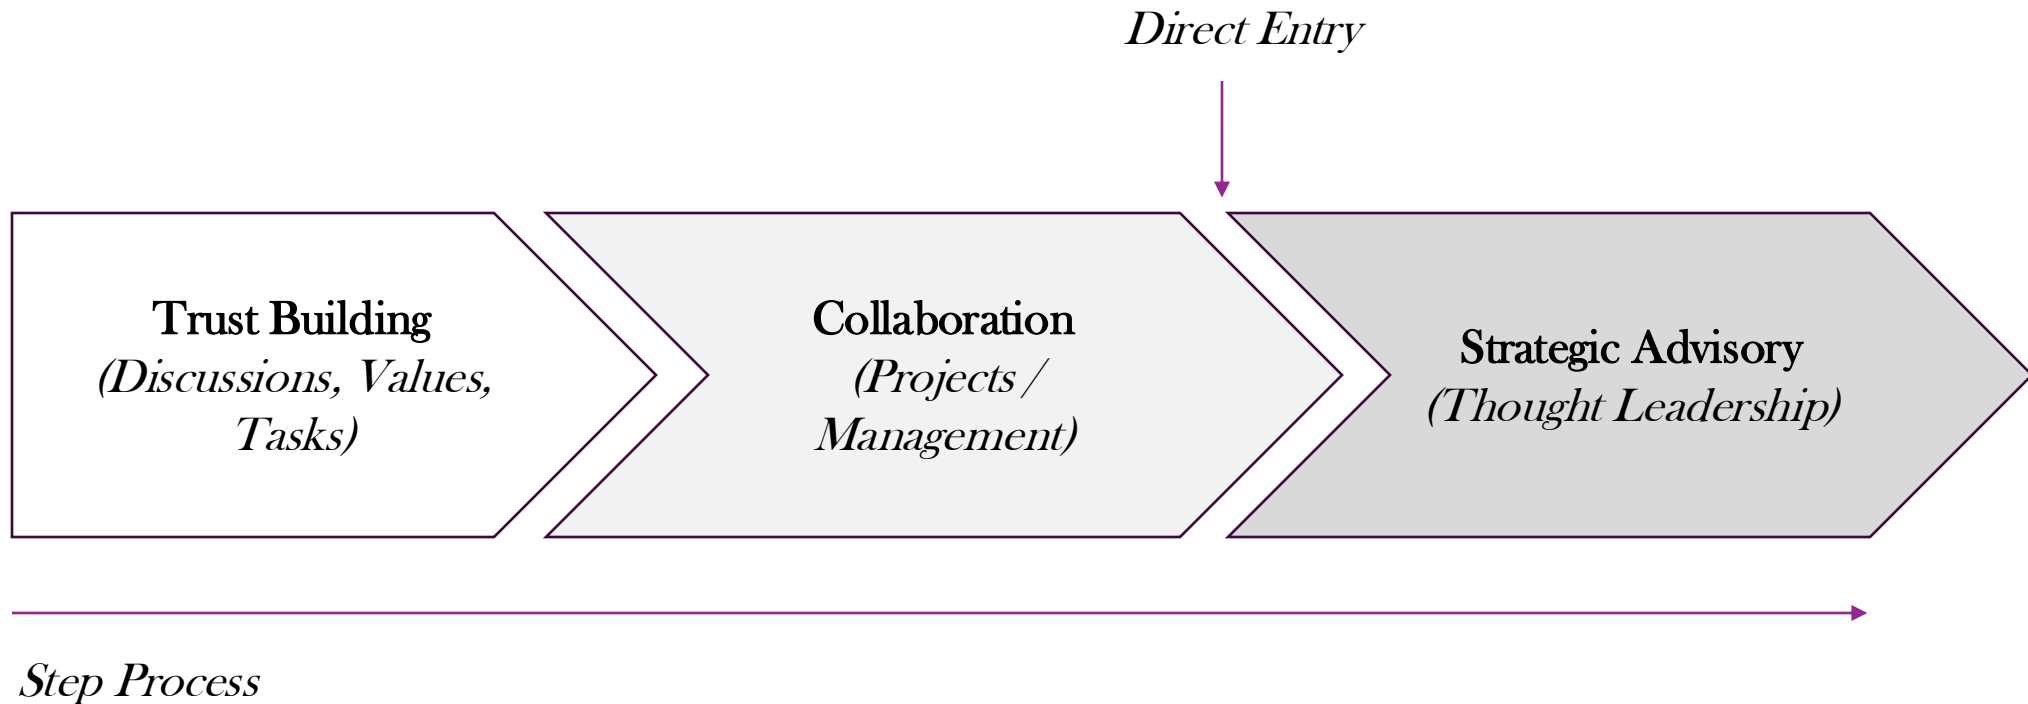 Direct Entry
Trust Building
(Discussions, Values,
Tasks)
Collaboration
(Projects /
Management)
Strategic Advisory
(Thought Leadership)
Step Process